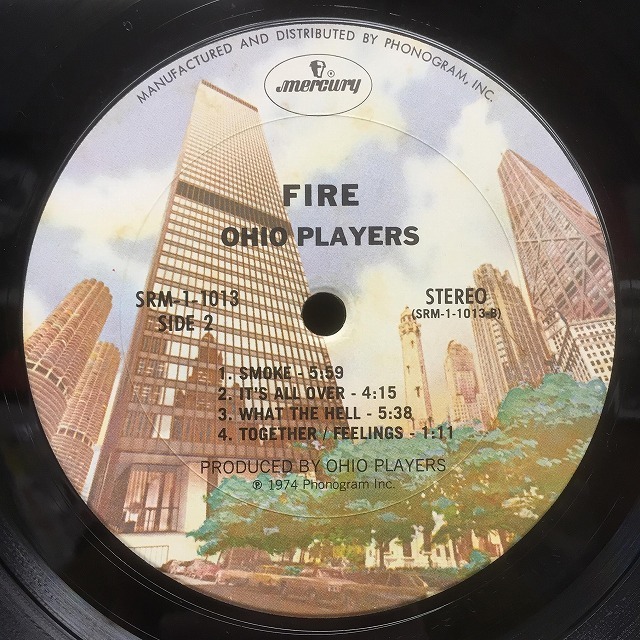 MANUFACTURED AND DISTRIBUTED BY PHONOGRAM, INC.
mercury
®
FIRE
OHIO PLAYERS
SRM-1-1013
SIDE 2
STEREO
(SRM-1-1013-B)
1. SMOKE - 5:59
2. IT'S ALL OVER - 4:15
3. WHAT THE HELL - 5:38
4. TOGETHER / FEELINGS - 1:11
PRODUCED BY OHIO PLAYERS
℗ 1974 Phonogram Inc.